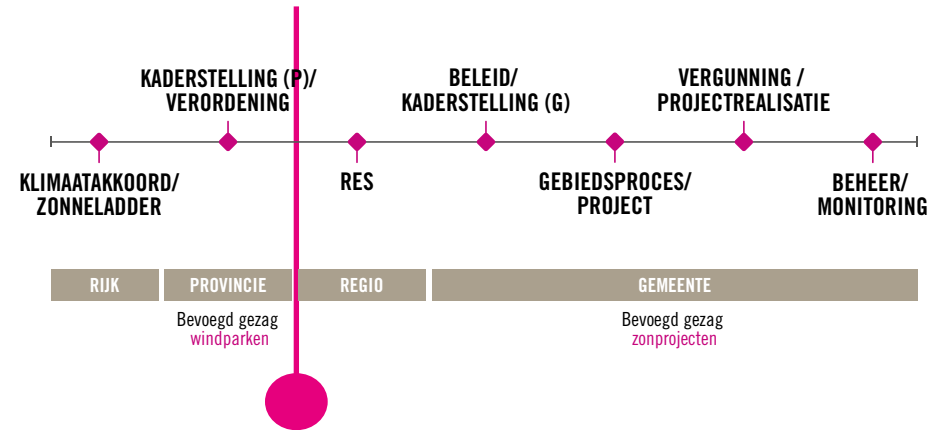 KADERSTELLING (P)/
VERORDENING
BELEID/
KADERSTELLING (G)
VERGUNNING /
PROJECTREALISATIE
KLIMAATAKKOORD/
ZONNELADDER
RES
GEBIEDSPROCES/
PROJECT
BEHEER/
MONITORING
RIJK
PROVINCIE
REGIO
GEMEENTE
Bevoegd gezag
windparken
Bevoegd gezag
zonprojecten